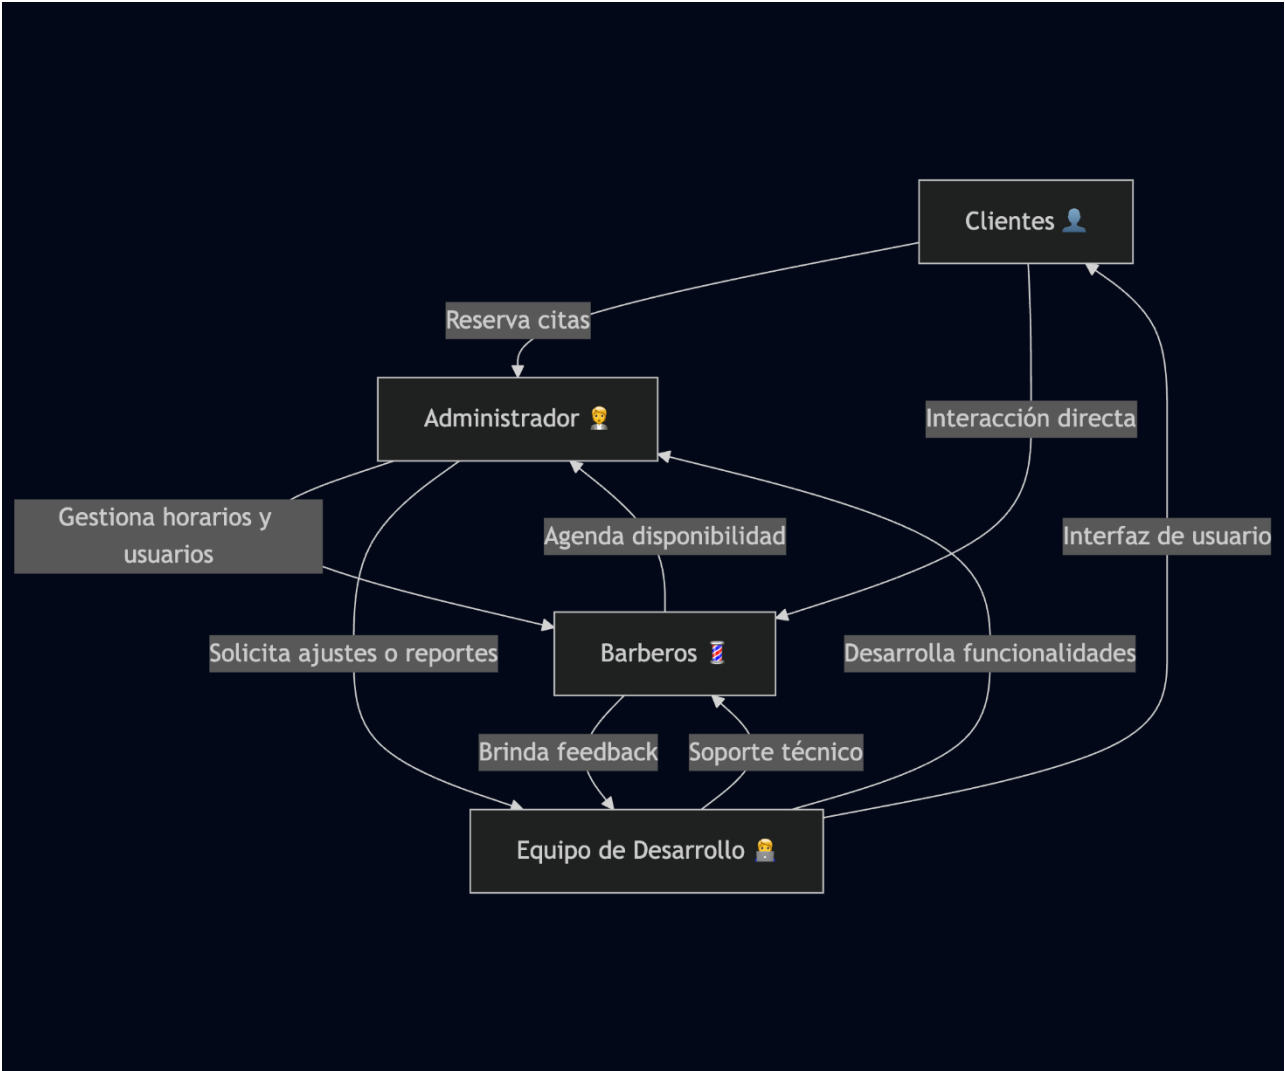 Clientes 👤
Reserva citas
Administrador 🧑‍💼
Interacción directa
Gestiona horarios y
usuarios
Agenda disponibilidad
Interfaz de usuario
Solicita ajustes o reportes
Barberos 💈
Desarrolla funcionalidades
Brinda feedback
Soporte técnico
Equipo de Desarrollo 🧑‍💻